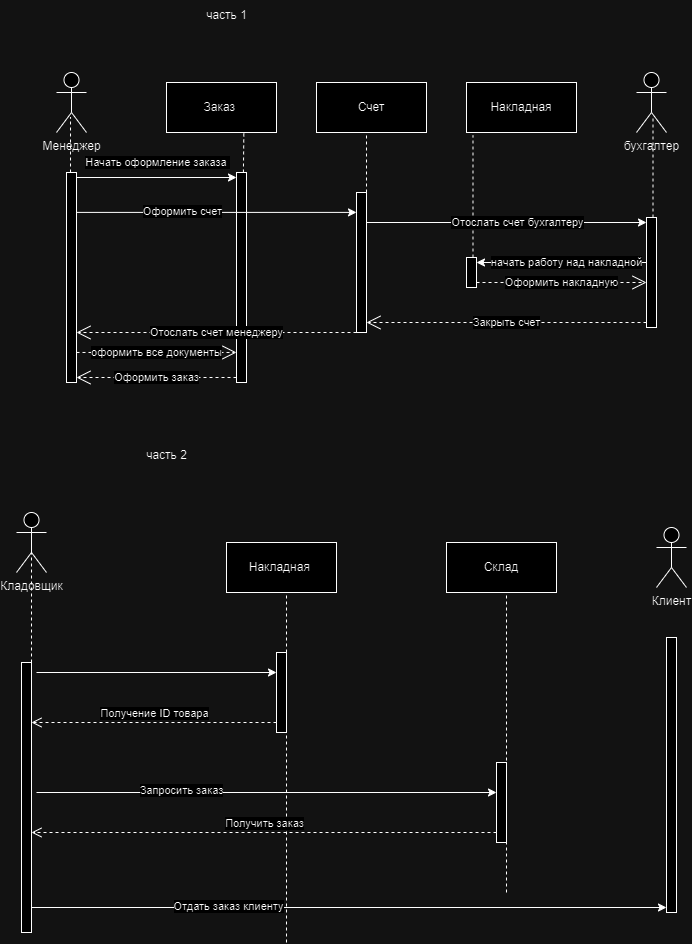 часть 1
Заказ
Счет
Накладная
Менеджер
бухгалтер
Начать оформление заказа
Оформить счет
Отослать счет бухгалтеру
начать работу над накладной
Оформить накладную
Закрыть счет
Отослать счет менеджеру
оформить все документы
Оформить заказ
часть 2
Накладная
Склад
Кладовщик
Клиент
Получение ID товара
Запросить заказ
Получить заказ
Отдать заказ клиенту